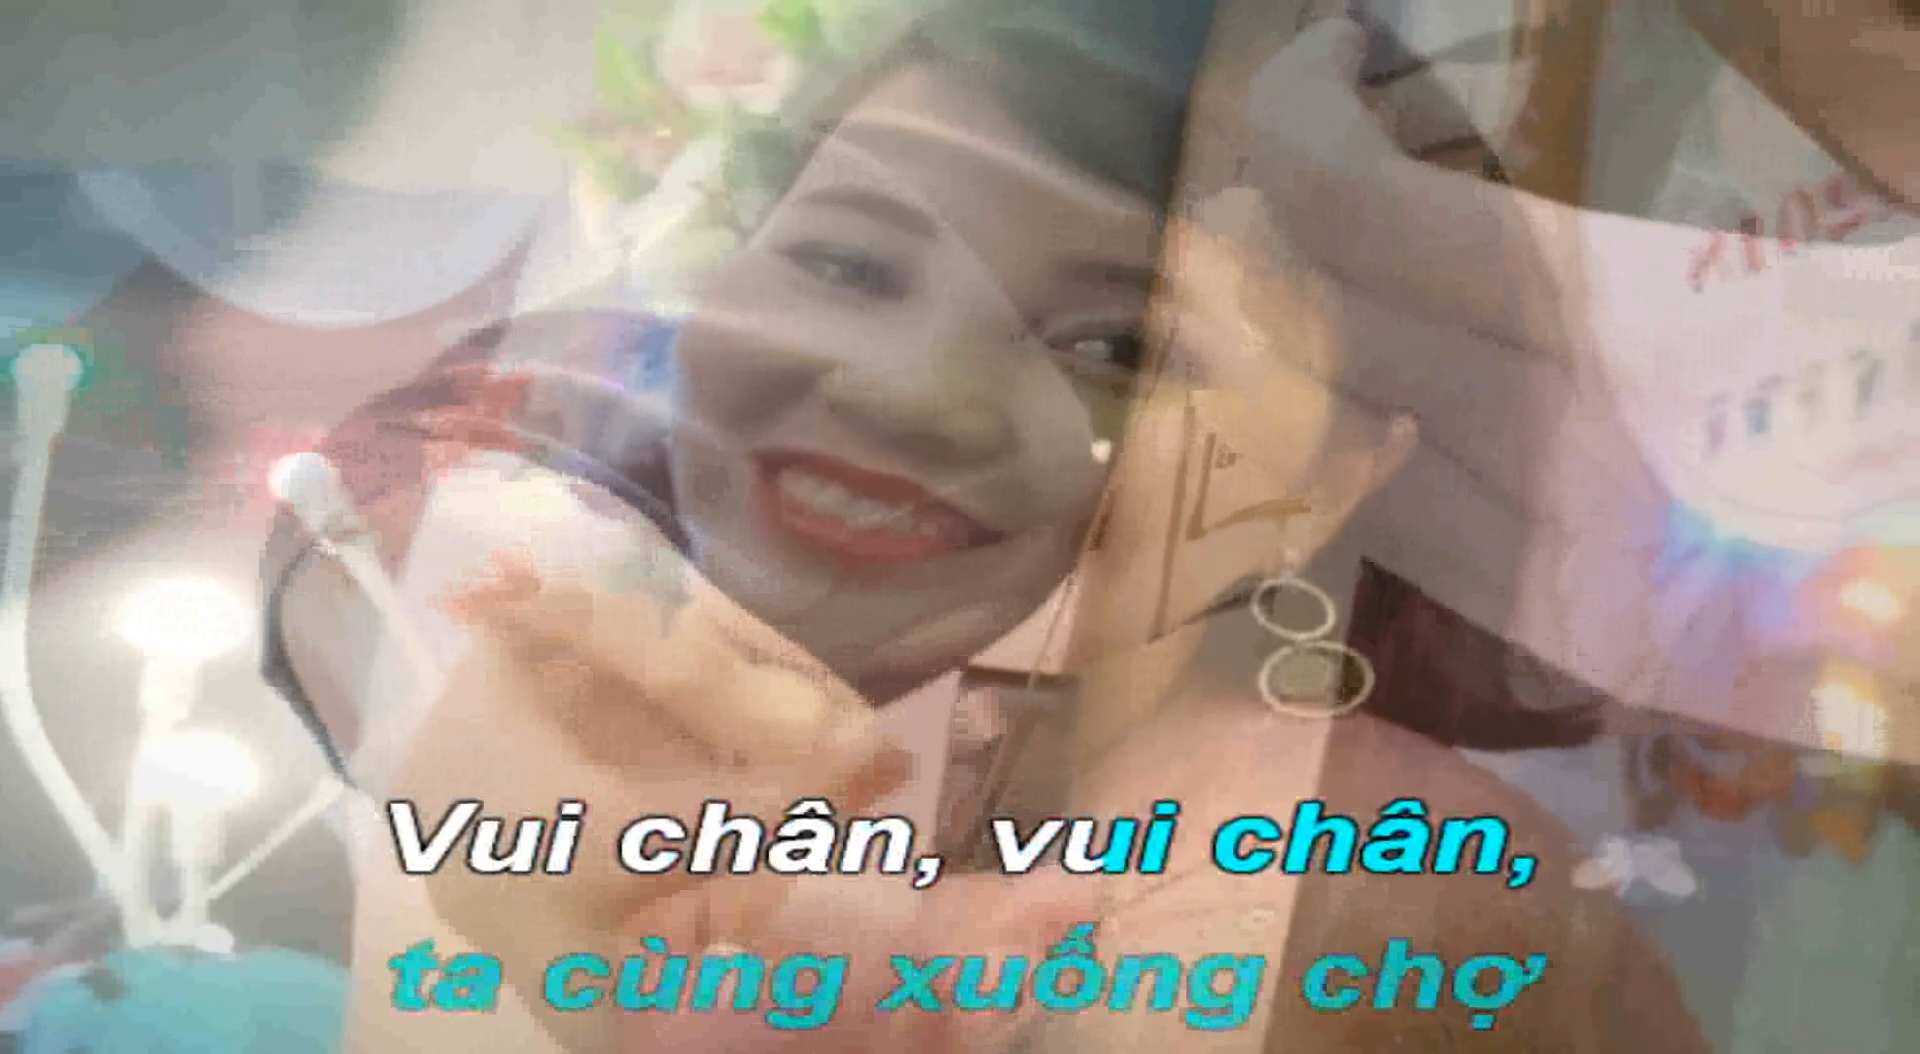 Vui chân, vui chân,
ta cùng xuống chợ